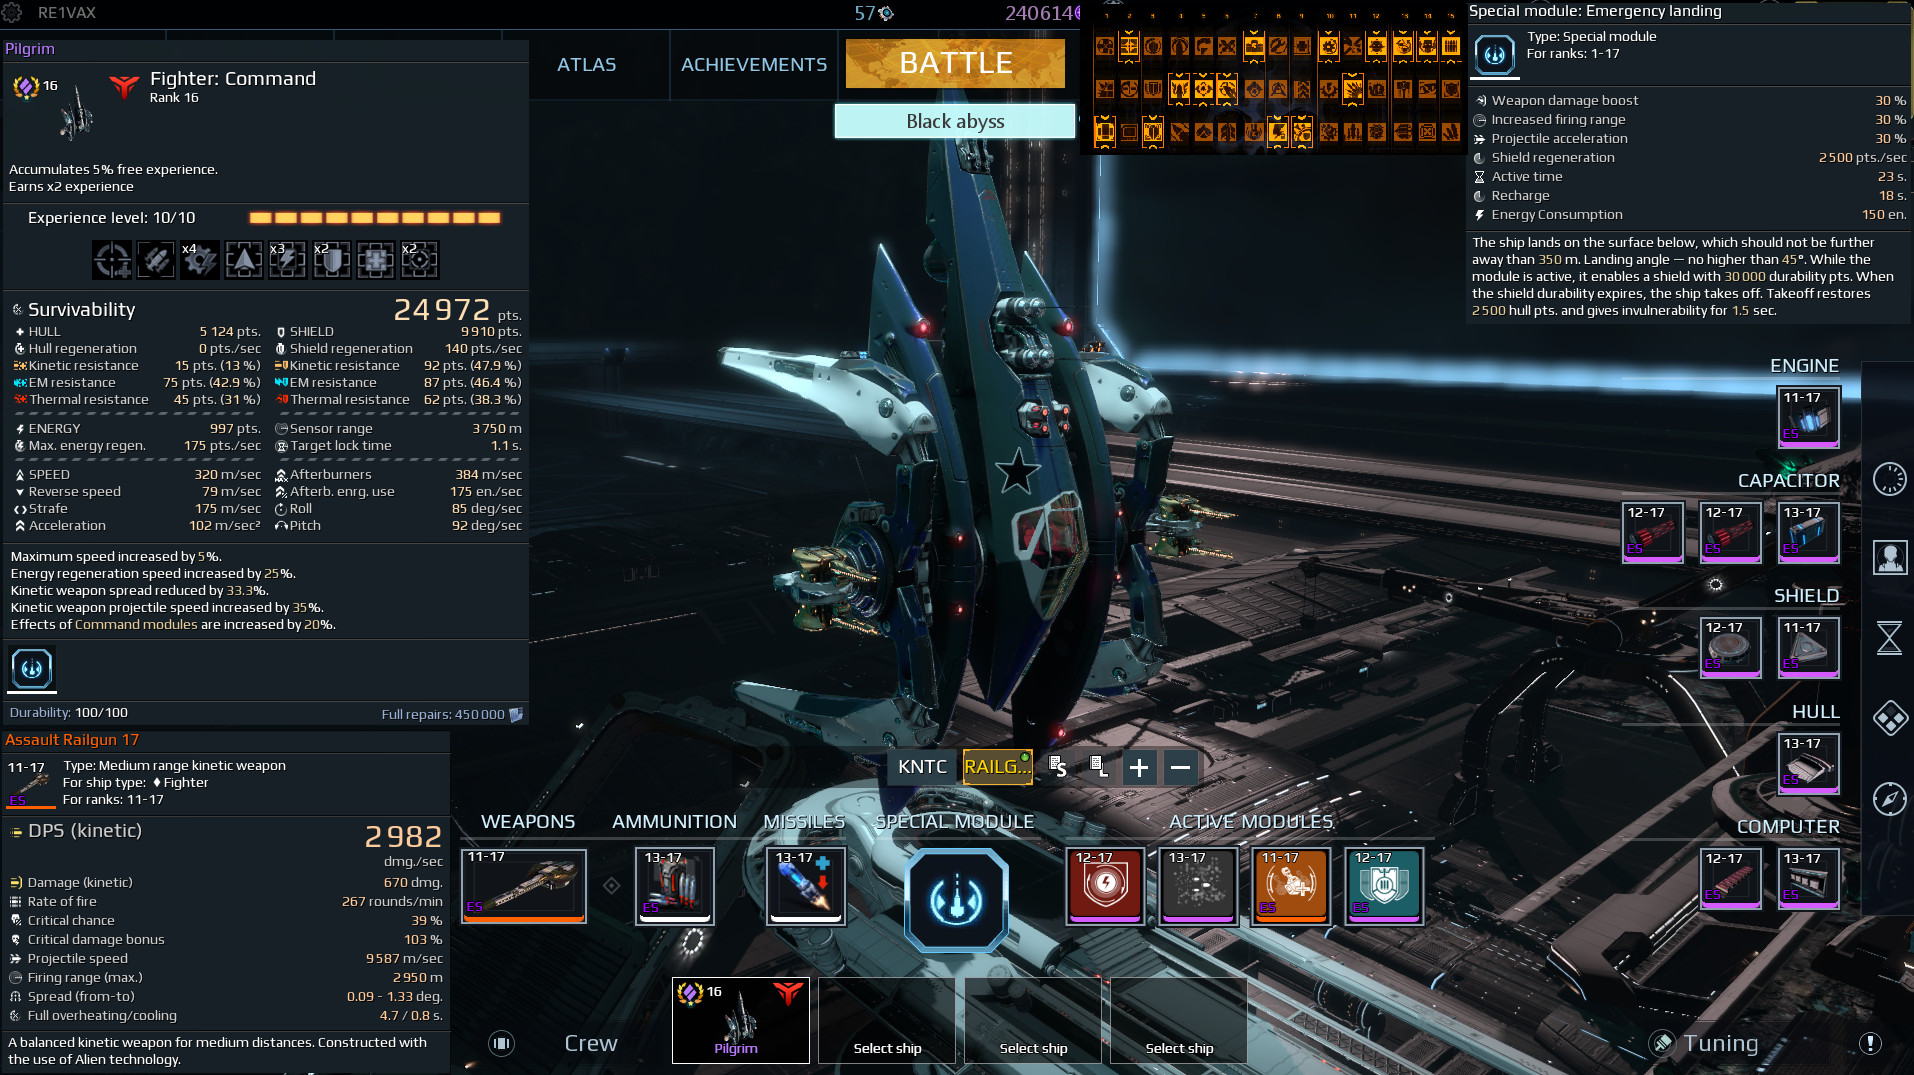 RE1VAX
57
240614
ATLAS
ACHIEVEMENTS
BATTLE
Black abyss
Pilgrim
16
Fighter: Command
Rank 16
Accumulates 5% free experience.
Earns x2 experience
Experience level: 10/10
x4
x3
x2
x2
Survivability
24 972 pts.
HULL 5 124 pts.
SHIELD 9 910 pts.
Hull regeneration 0 pts./sec
Shield regeneration 140 pts./sec
Kinetic resistance 15 pts. (13 %)
Kinetic resistance 92 pts. (47.9 %)
EM resistance 75 pts. (42.9 %)
EM resistance 87 pts. (46.4 %)
Thermal resistance 45 pts. (31 %)
Thermal resistance 62 pts. (38.3 %)
ENERGY 997 pts.
Sensor range 3 750 m
Max. energy regen. 175 pts./sec
Target lock time 1.1 s.
SPEED 320 m/sec
Afterburners 384 m/sec
Reverse speed 79 m/sec
Afterb. enrg. use 175 en./sec
Strafe 175 m/sec
Roll 85 deg/sec
Acceleration 102 m/sec²
Pitch 92 deg/sec
Maximum speed increased by 5%.
Energy regeneration speed increased by 25%.
Kinetic weapon spread reduced by 33.3%.
Kinetic weapon projectile speed increased by 35%.
Effects of Command modules are increased by 20%.
Durability: 100/100
Full repairs: 450 000
Assault Railgun 17
11-17
ES
Type: Medium range kinetic weapon
For ship type: Fighter
For ranks: 11-17
DPS (kinetic) 2 982
dmg./sec
Damage (kinetic) 670 dmg.
Rate of fire 267 rounds/min
Critical chance 39 %
Critical damage bonus 103 %
Projectile speed 9 587 m/sec
Firing range (max.) 2 950 m
Spread (from-to) 0.09 - 1.33 deg.
Full overheating/cooling 4.7 / 0.8 s.
A balanced kinetic weapon for medium distances. Constructed with
the use of Alien technology.
1 2 3 4 5 6 7 8 9 10 11 12 13 14 15
Special module: Emergency landing
Type: Special module
For ranks: 1-17
Weapon damage boost 30 %
Increased firing range 30 %
Projectile acceleration 30 %
Shield regeneration 2 500 pts./sec
Active time 23 s.
Recharge 18 s.
Energy Consumption 150 en.
The ship lands on the surface below, which should not be further
away than 350 m. Landing angle — no higher than 45°. While the
module is active, it enables a shield with 30 000 durability pts. When
the shield durability expires, the ship takes off. Takeoff restores
2 500 hull pts. and gives invulnerability for 1.5 sec.
ENGINE
11-17
ES
CAPACITOR
12-17 12-17 13-17
ES ES ES
SHIELD
12-17 11-17
ES ES
HULL
13-17
ES
COMPUTER
12-17 13-17
ES ES
KNTC
RAILG...
S
L
WEAPONS
AMMUNITION
MISSILES
SPECIAL MODULE
ACTIVE MODULES
11-17 13-17 13-17 12-17 13-17 11-17 12-17
ES ES ES ES
Crew
16
Pilgrim
Select ship
Select ship
Select ship
Tuning